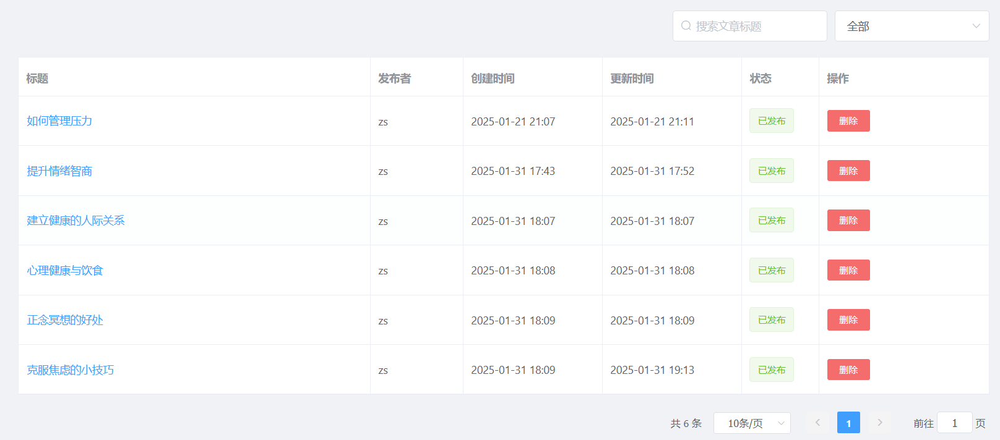 搜索文章标题 全部
标题 发布者 创建时间 更新时间 状态 操作
如何管理压力 zs 2025-01-21 21:07 2025-01-21 21:11 已发布 删除
提升情绪智商 zs 2025-01-31 17:43 2025-01-31 17:52 已发布 删除
建立健康的人际关系 zs 2025-01-31 18:07 2025-01-31 18:07 已发布 删除
心理健康与饮食 zs 2025-01-31 18:08 2025-01-31 18:08 已发布 删除
正念冥想的好处 zs 2025-01-31 18:09 2025-01-31 18:09 已发布 删除
克服焦虑的小技巧 zs 2025-01-31 18:09 2025-01-31 19:13 已发布 删除
共 6 条 10条/页 1 前往 1 页